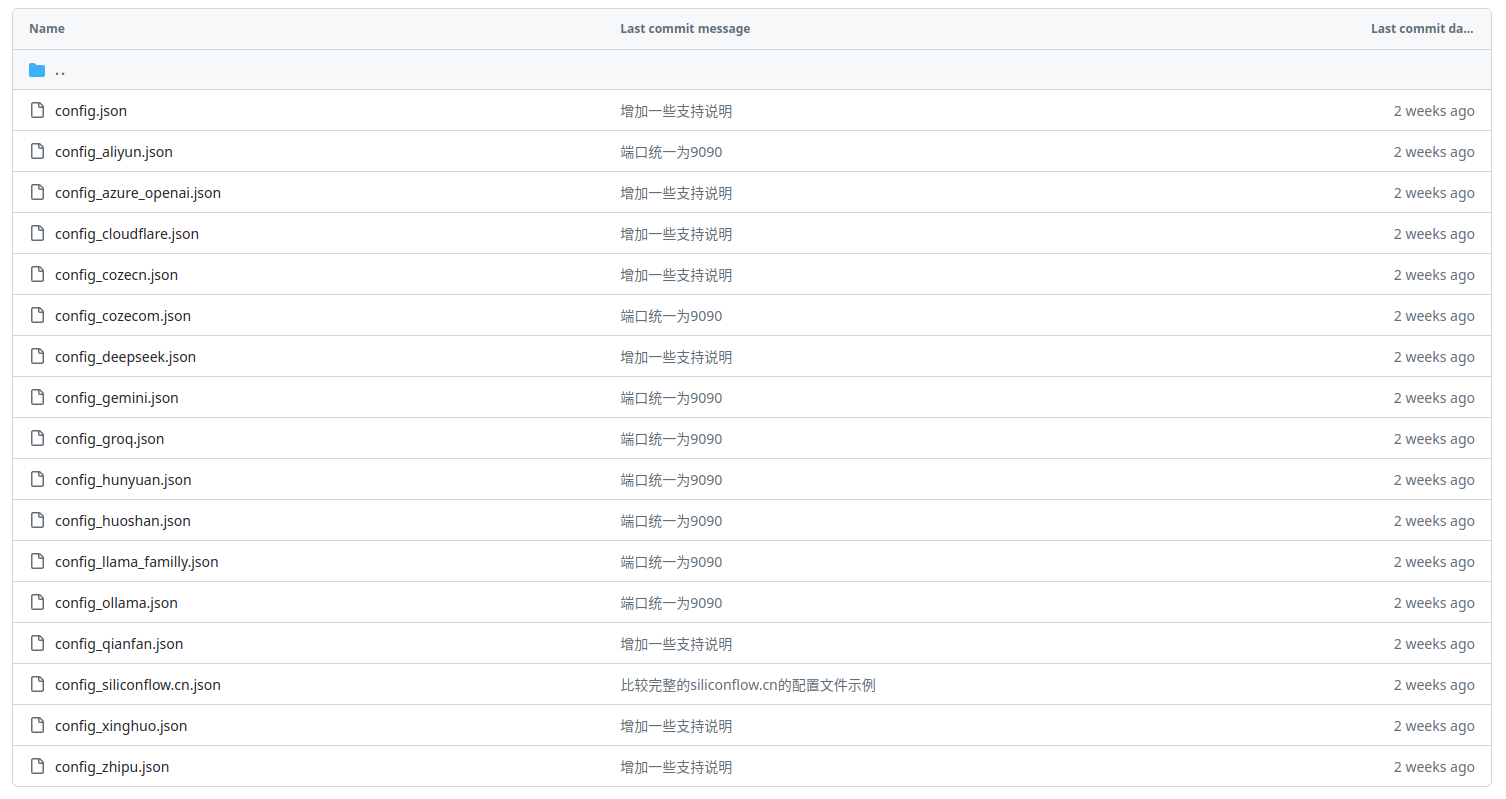 Name Last commit message Last commit da...
..
config.json 增加一些支持说明 2 weeks ago
config_aliyun.json 端口统一为9090 2 weeks ago
config_azure_openai.json 增加一些支持说明 2 weeks ago
config_cloudflare.json 增加一些支持说明 2 weeks ago
config_cozecn.json 增加一些支持说明 2 weeks ago
config_cozecom.json 端口统一为9090 2 weeks ago
config_deepseek.json 增加一些支持说明 2 weeks ago
config_gemini.json 端口统一为9090 2 weeks ago
config_groq.json 端口统一为9090 2 weeks ago
config_hunyuan.json 端口统一为9090 2 weeks ago
config_huoshan.json 端口统一为9090 2 weeks ago
config_llama_familly.json 端口统一为9090 2 weeks ago
config_ollama.json 端口统一为9090 2 weeks ago
config_qianfan.json 增加一些支持说明 2 weeks ago
config_siliconflow.cn.json 比较完整的siliconflow.cn的配置文件示例 2 weeks ago
config_xinghuo.json 增加一些支持说明 2 weeks ago
config_zhipu.json 增加一些支持说明 2 weeks ago